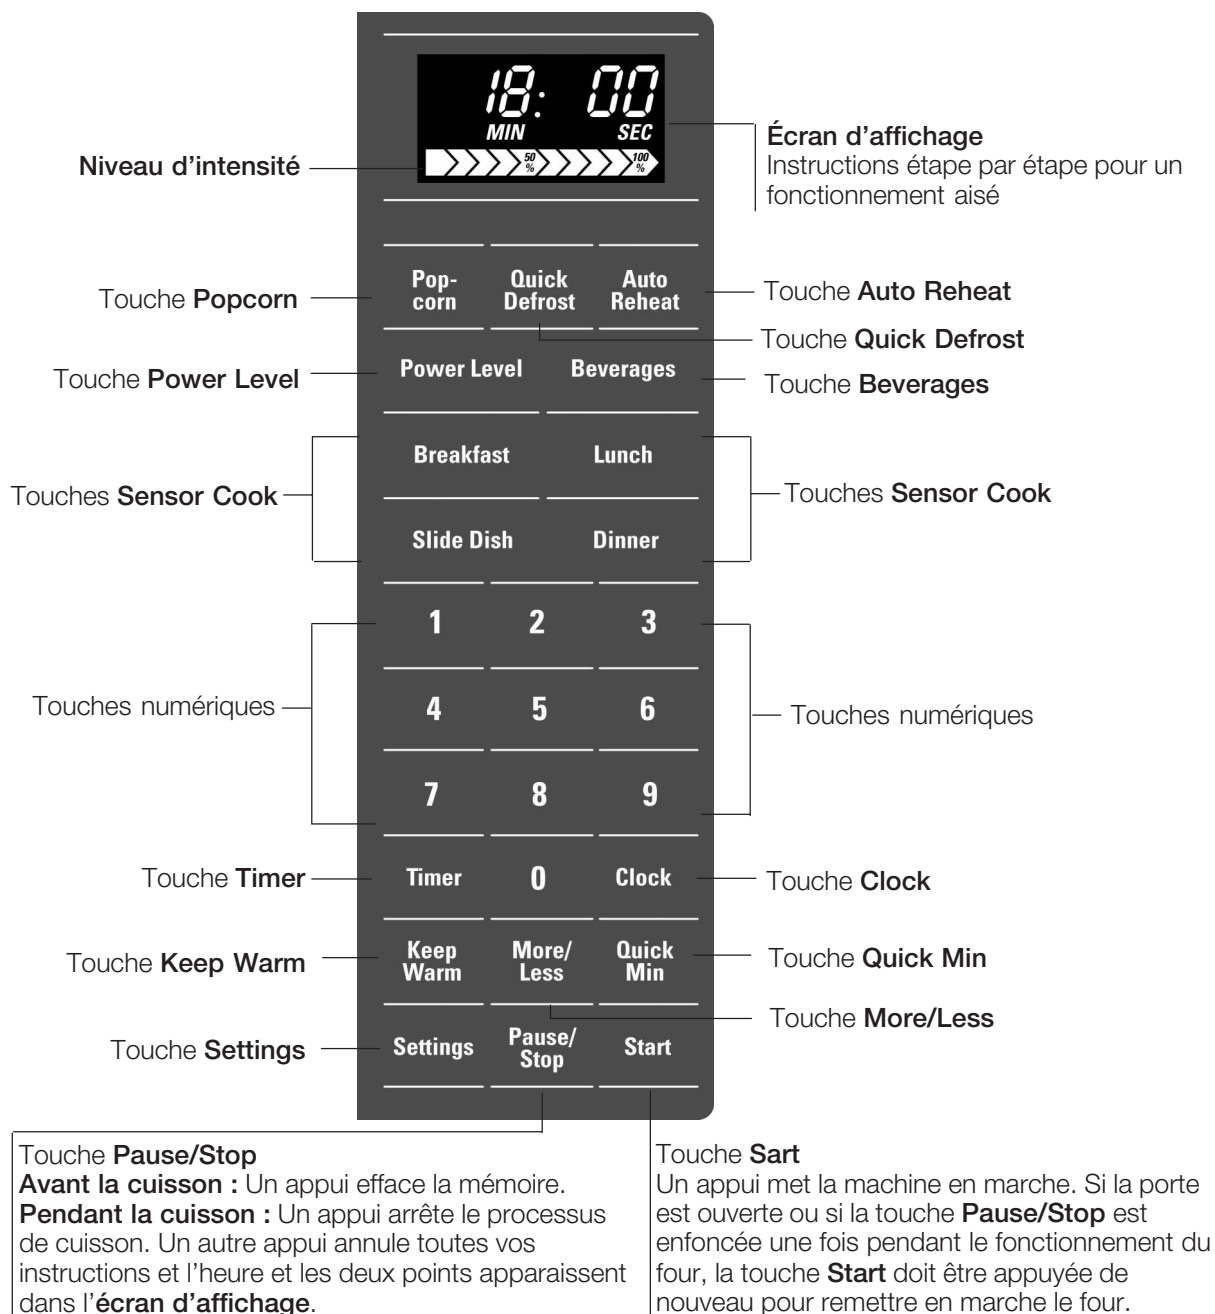 18: 00
MIN SEC
50 % 100 %
Niveau d'intensité
Écran d'affichage
Instructions étape par étape pour un
fonctionnement aisé
Pop-
corn
Quick
Defrost
Auto
Reheat
Touche Popcorn
Touche Auto Reheat
Touche Quick Defrost
Touche Power Level
Power Level
Beverages
Touche Beverages
Breakfast
Lunch
Touches Sensor Cook
Touches Sensor Cook
Slide Dish
Dinner
1 2 3
Touches numériques
4 5 6
Touches numériques
7 8 9
Touche Timer
Timer
0
Clock
Touche Clock
Touche Keep Warm
Keep
Warm
More/
Less
Quick
Min
Touche Quick Min
Touche More/Less
Touche Settings
Settings
Pause/
Stop
Start
Touche Pause/Stop
Avant la cuisson : Un appui efface la mémoire.
Pendant la cuisson : Un appui arrête le processus
de cuisson. Un autre appui annule toutes vos
instructions et l'heure et les deux points apparaissent
dans l'écran d'affichage.
Touche Sart
Un appui met la machine en marche. Si la porte
est ouverte ou si la touche Pause/Stop est
enfoncée une fois pendant le fonctionnement du
four, la touche Start doit être appuyée de
nouveau pour remettre en marche le four.